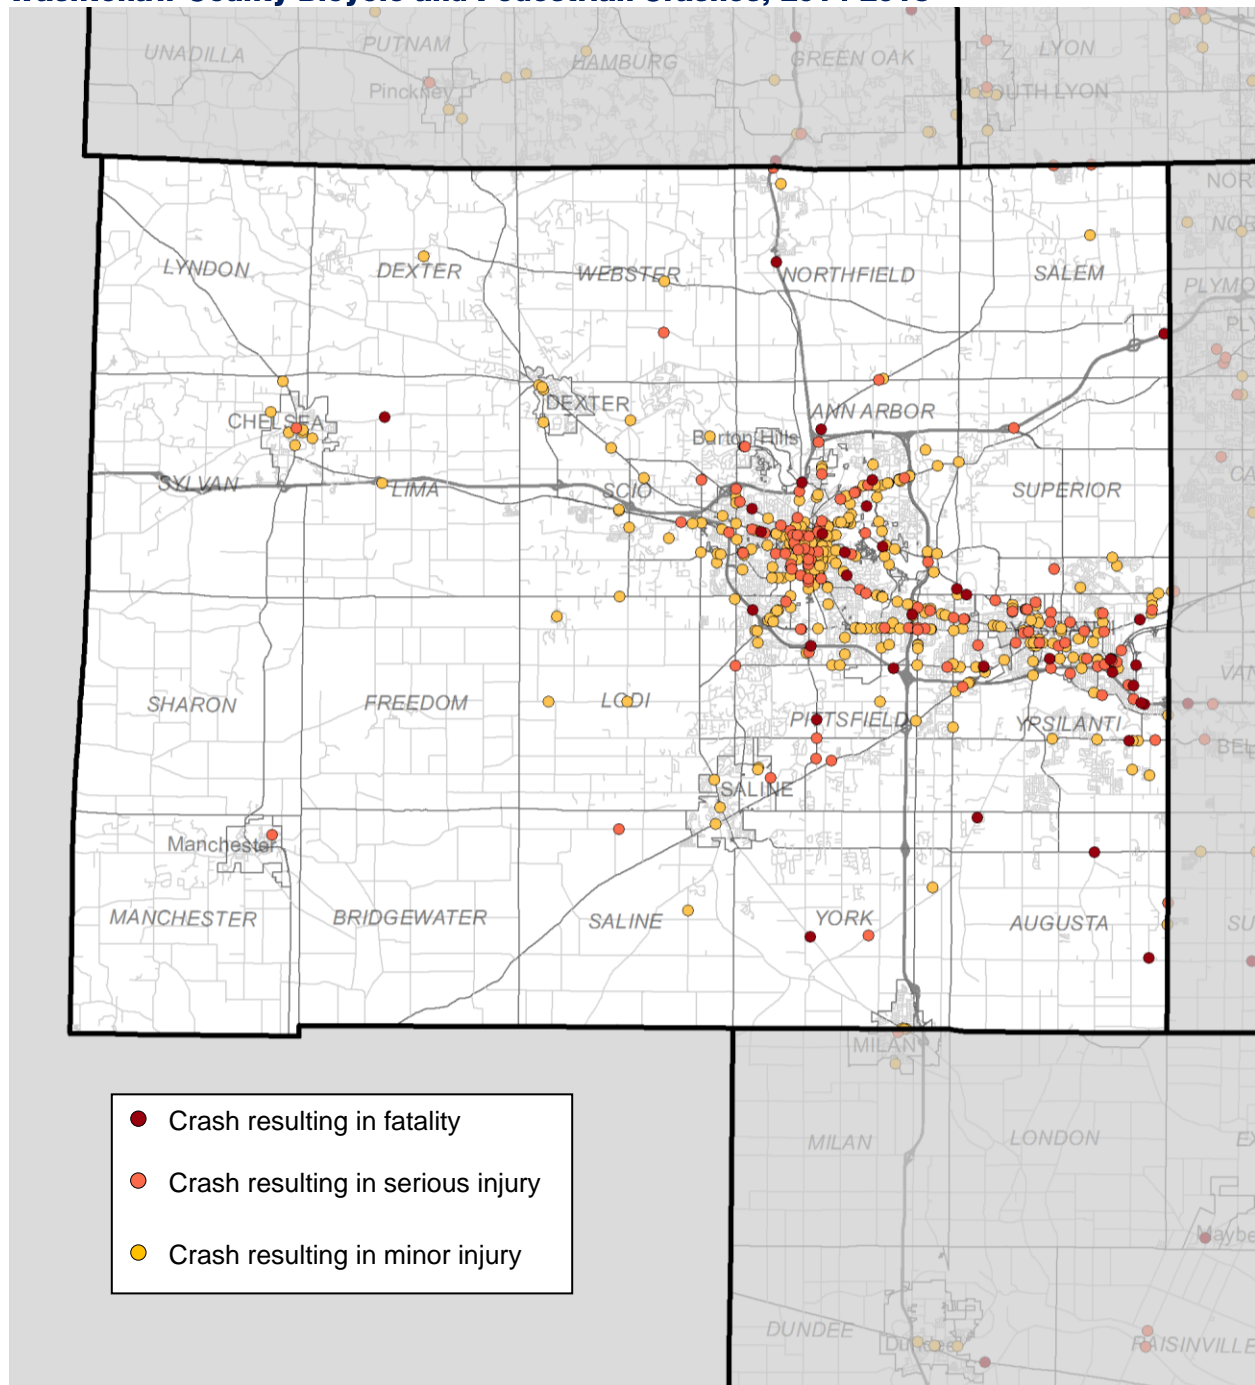 UNADILLA
PUTNAM
HAMBURG
GREEN OAK
LYON
Pinckney
SOUTH LYON
LYNDON
DEXTER
WEBSTER
NORTHFIELD
SALEM
CHELSEA
DEXTER
ANN ARBOR
Barton Hills
SYLVAN
LIMA
SCIO
SUPERIOR
SHARON
FREEDOM
LODI
PITTSFIELD
YPSILANTI
SALINE
Manchester
MANCHESTER
BRIDGEWATER
SALINE
YORK
AUGUSTA
MILAN
MILAN
LONDON
DUNDEE
Dundee
RAISINVILLE
Crash resulting in fatality
Crash resulting in serious injury
Crash resulting in minor injury